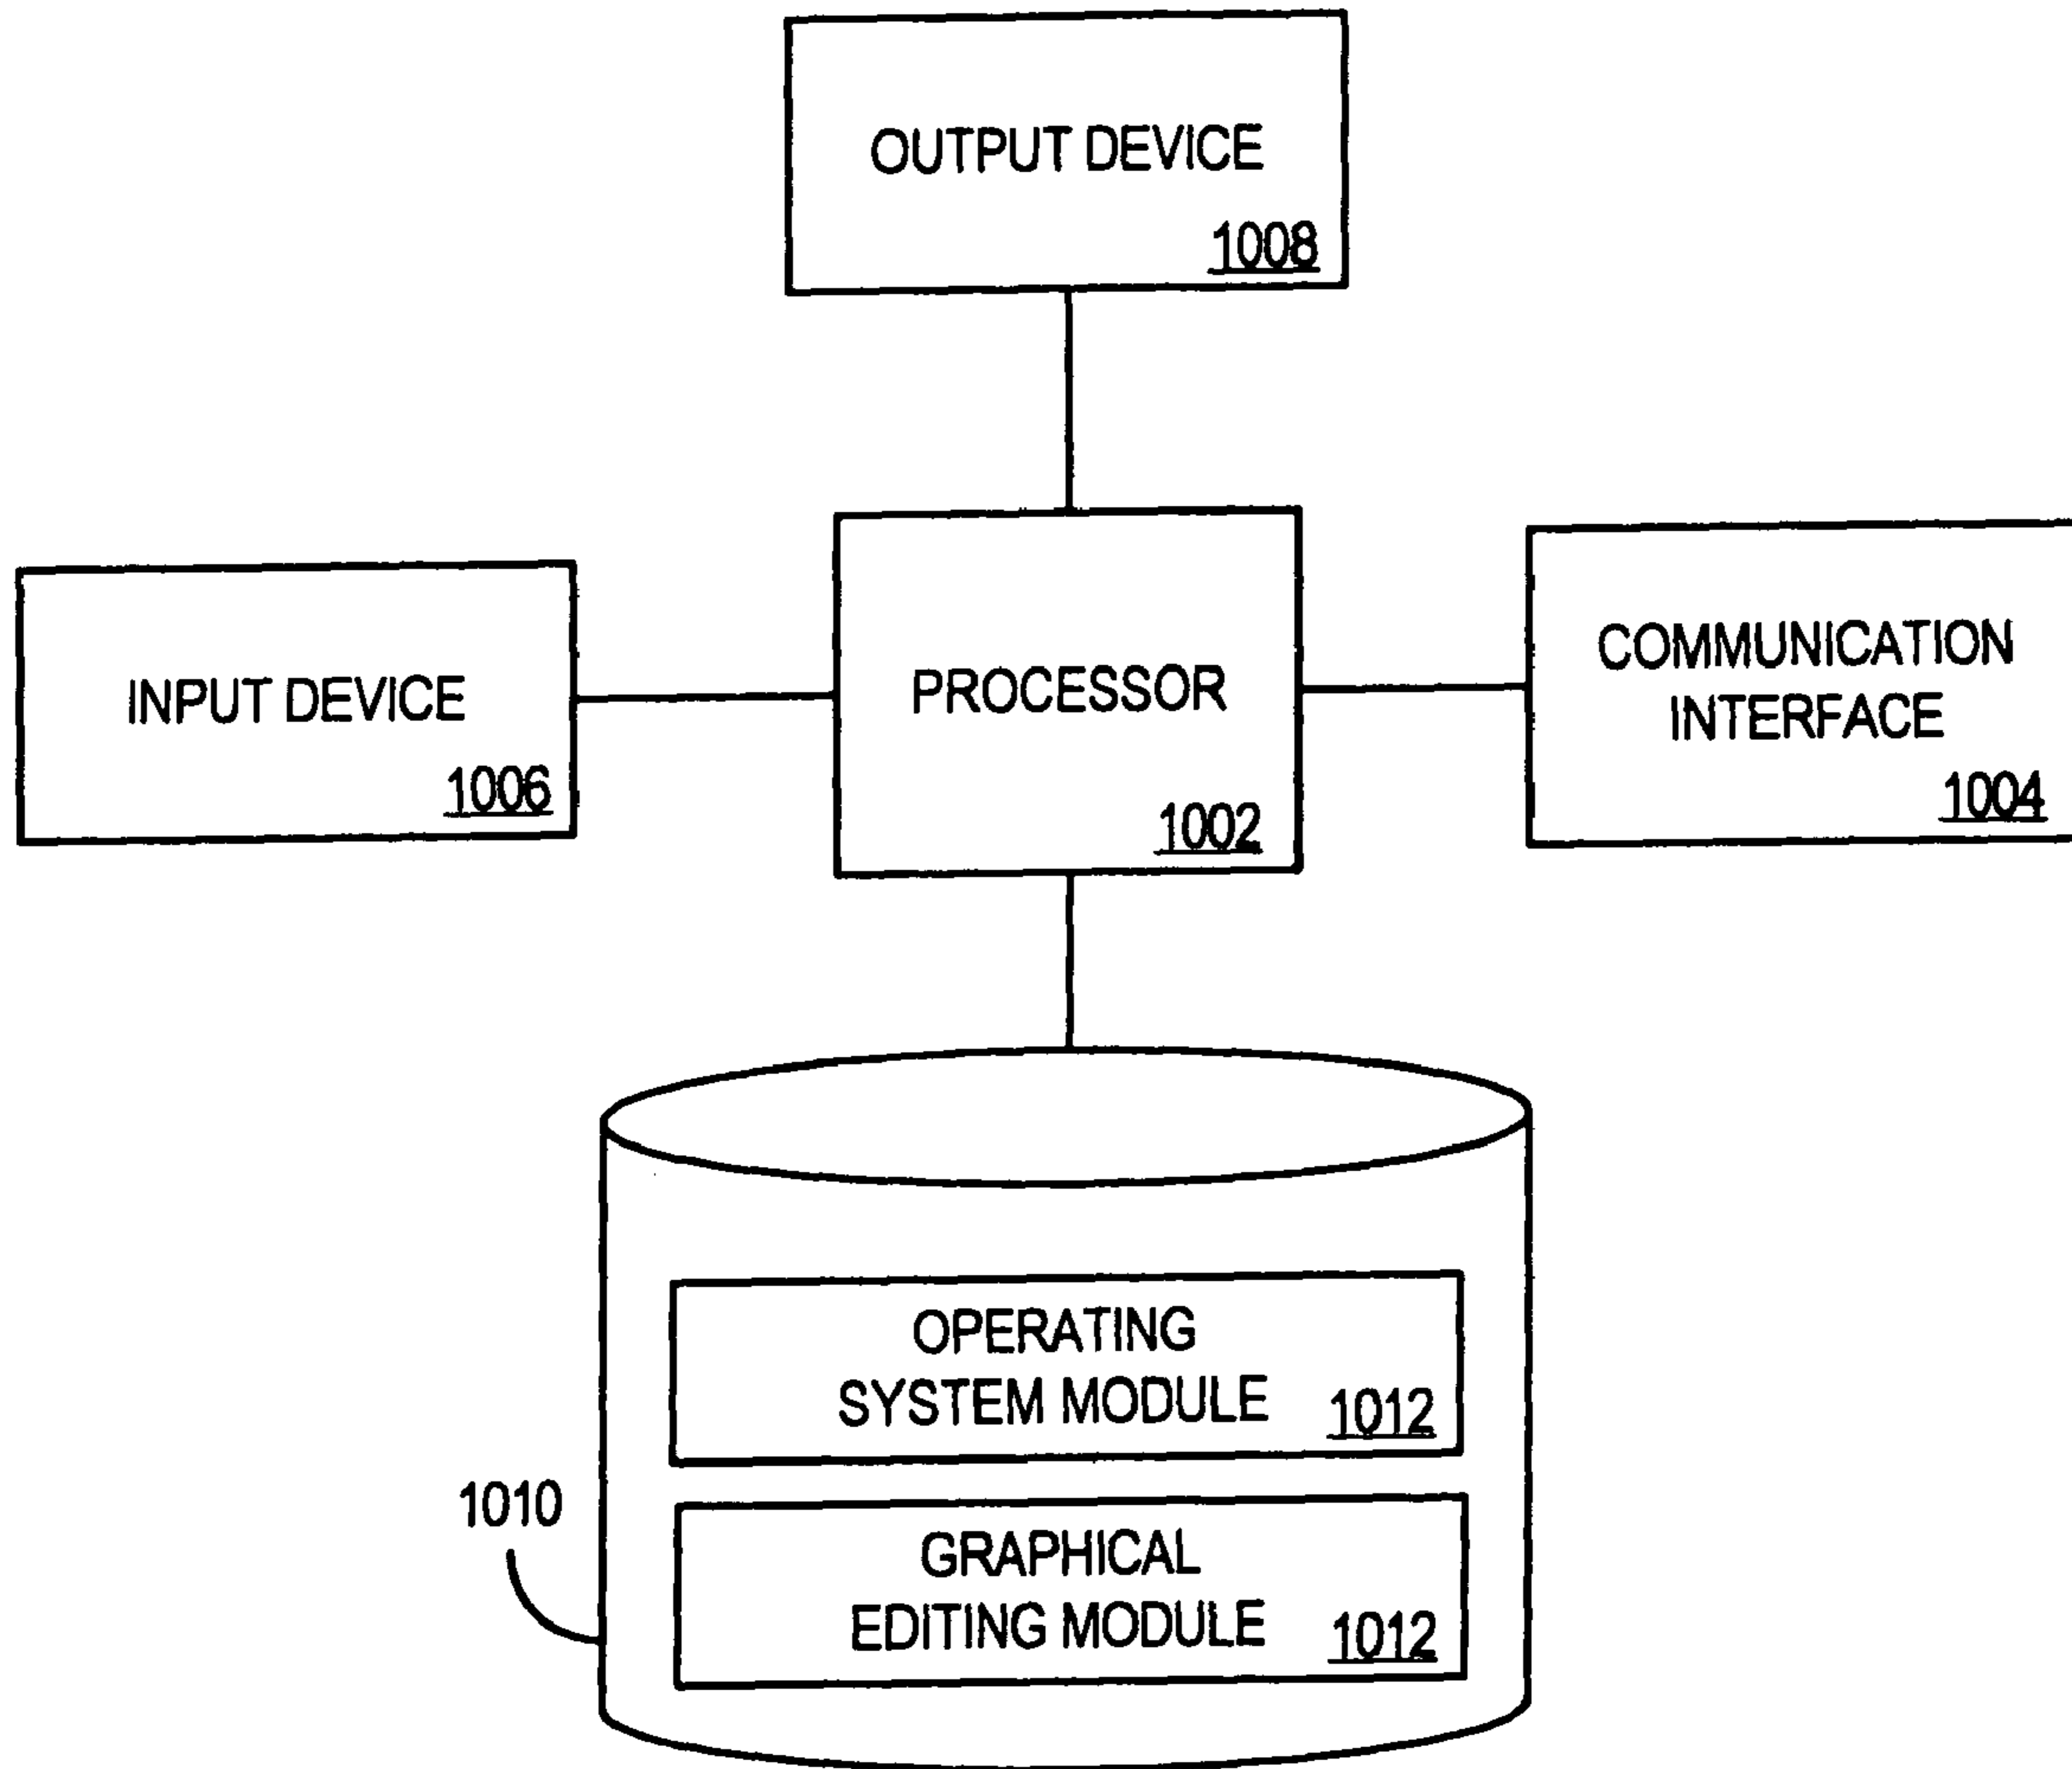 OUTPUT DEVICE
1008
INPUT DEVICE
1006
PROCESSOR
1002
COMMUNICATION
INTERFACE
1004
OPERATING
SYSTEM MODULE 1012
1010
GRAPHICAL
EDITING MODULE 1012